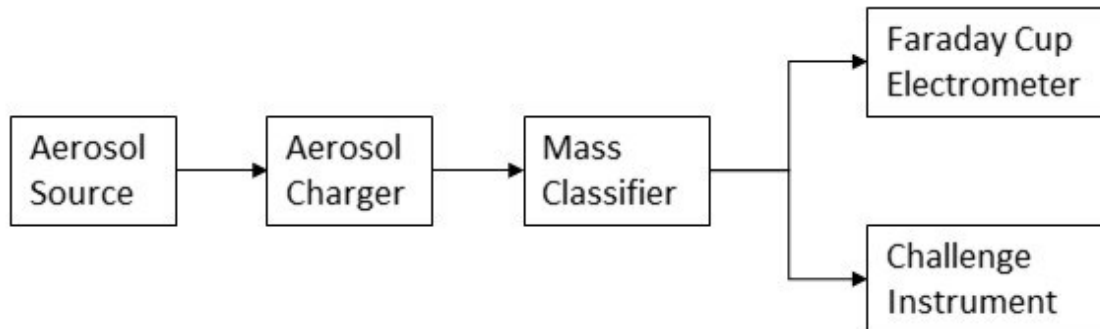 Aerosol
Source
Aerosol
Charger
Mass
Classifier
Faraday Cup
Electrometer
Challenge
Instrument